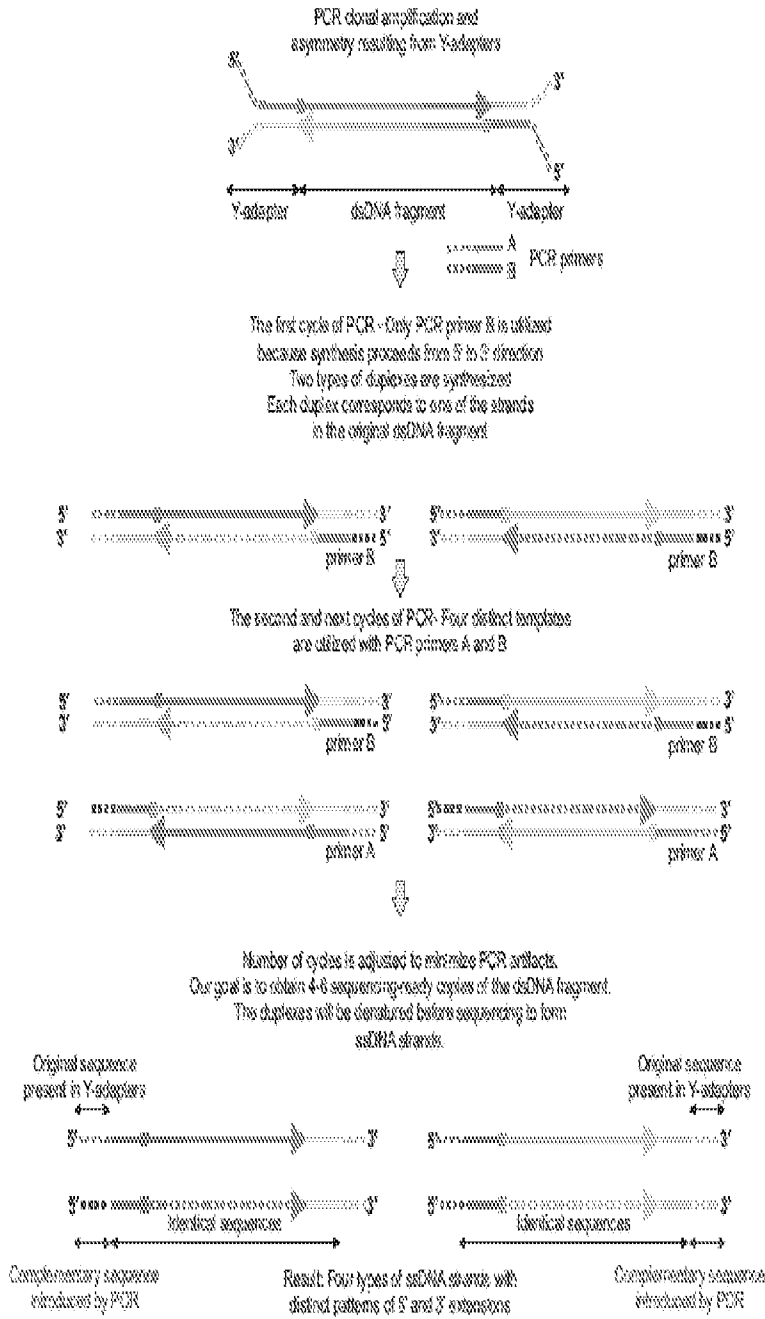 PCR clonal amplification and
asymmetry resulting from Y-adapters
5'
3'
3'
5'
Y-adapter
dsDNA fragment
Y-adapter
A
B
PCR primers
The first cycle of PCR - Only PCR primer B is utilized
because synthesis proceeds from 5' to 3' direction
Two types of duplexes are synthesized
Each duplex corresponds to one of the strands
in the original dsDNA fragment
5' 3' 5' 3'
3' 5' 3' 5'
primer B primer B
The second and next cycles of PCR- Four distinct templates
are utilized with PCR primers A and B
5' 3' 5' 3'
3' 5' 3' 5'
primer B primer B
5' 3' 5' 3'
3' 5' 3' 5'
primer A primer A
Number of cycles is adjusted to minimize PCR artifacts.
Our goal is to obtain 4-6 sequencing-ready copies of the dsDNA fragment.
The duplexes will be denatured before sequencing to form
ssDNA strands.
Original sequence
present in Y-adapters
Original sequence
present in Y-adapters
5' 3' 5' 3'
5' 3' 5' 3'
Identical sequences
Identical sequences
Complementary sequence
introduced by PCR
Result: Four types of ssDNA strands with
distinct patterns of 5' and 3' extensions
Complementary sequence
introduced by PCR